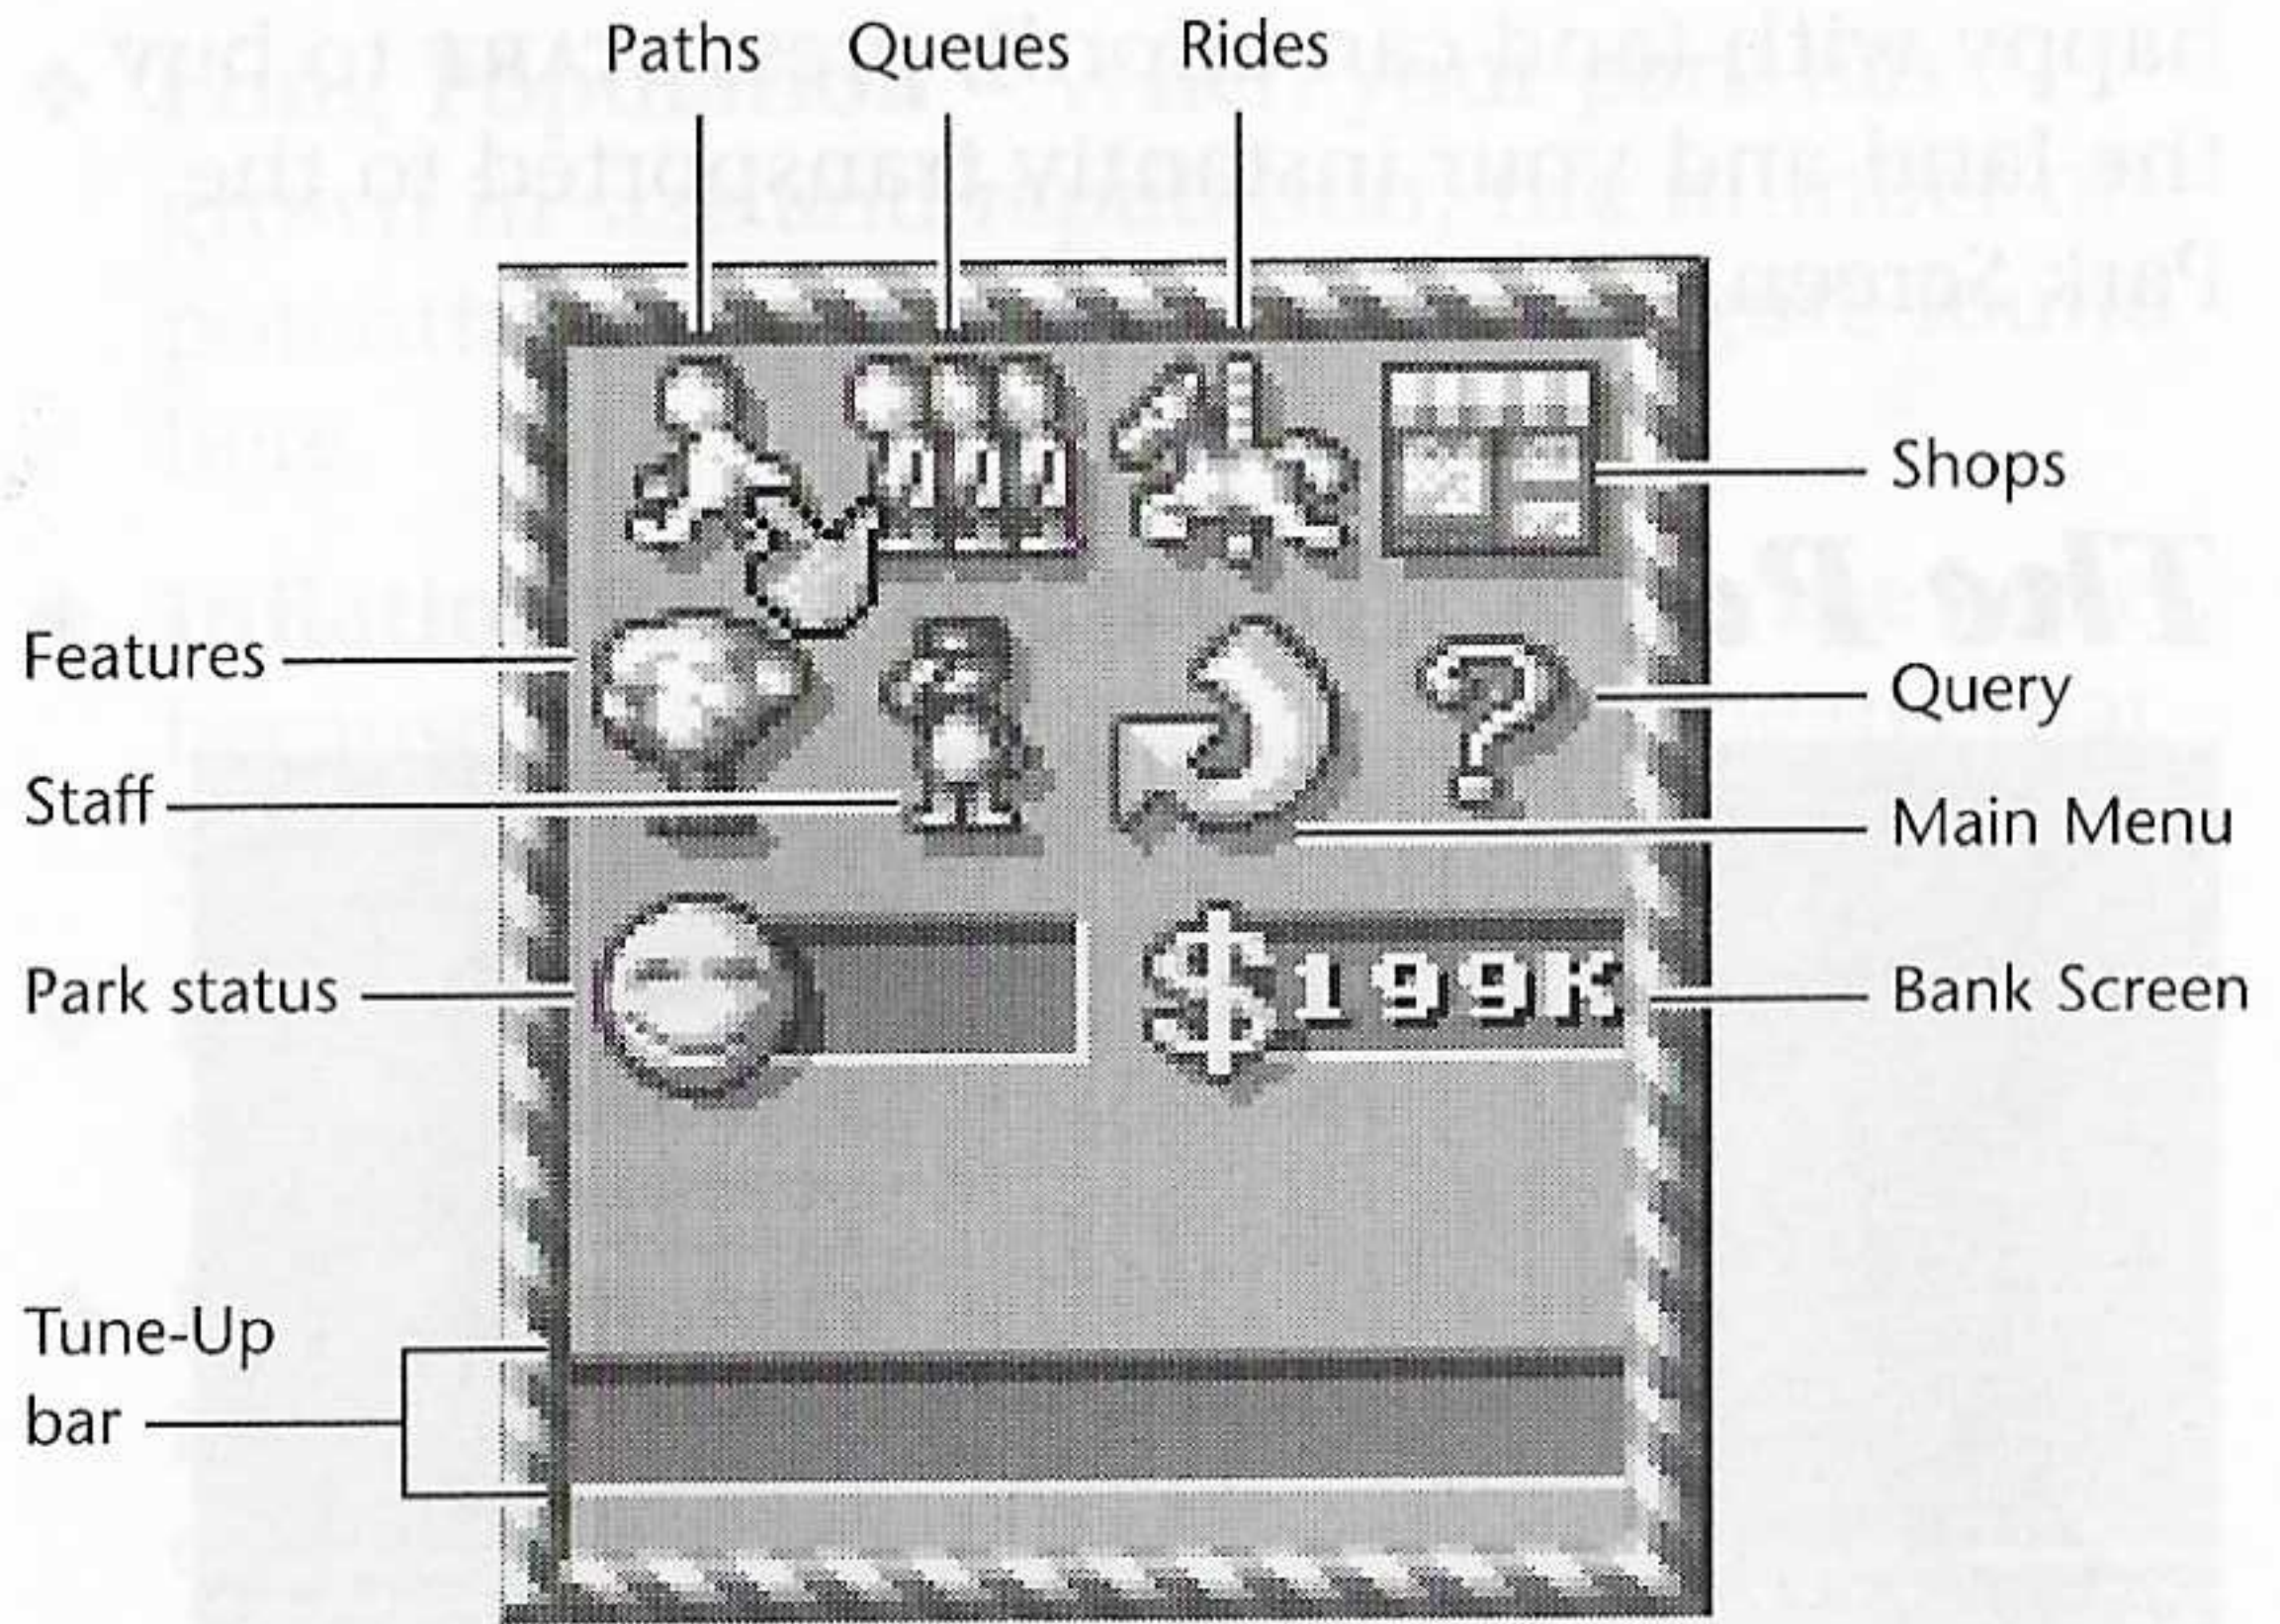 Paths Queues Rides
Shops
Features
Query
Staff
Main Menu
Park status
$199K
Bank Screen
Tune-Up
bar